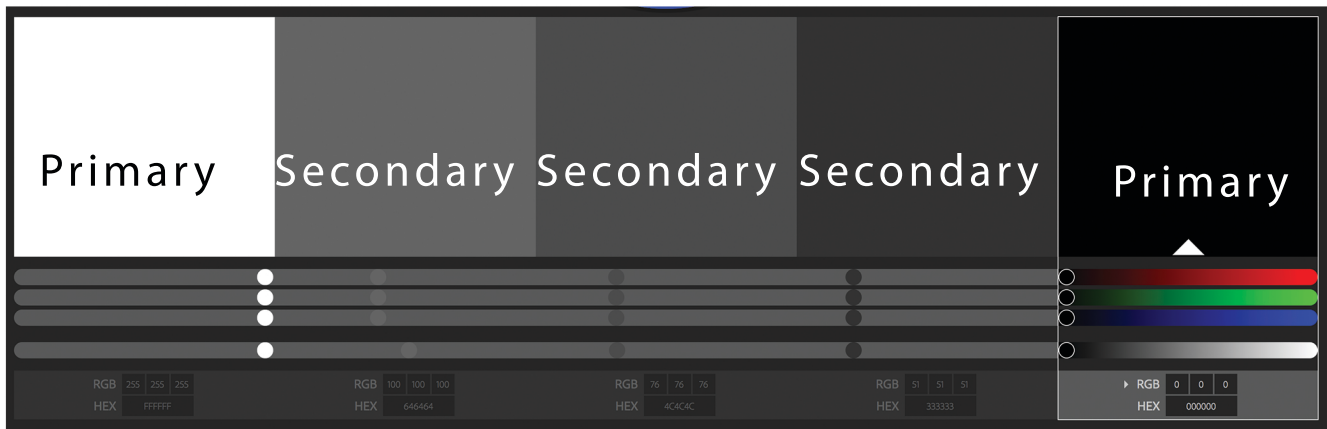 Primary
Secondary
Secondary
Secondary
Primary
RGB 255 255 255
HEX FFFFFF
RGB 100 100 100
HEX 646464
RGB 76 76 76
HEX 4C4C4C
RGB 51 51 51
HEX 333333
RGB 0 0 0
HEX 000000